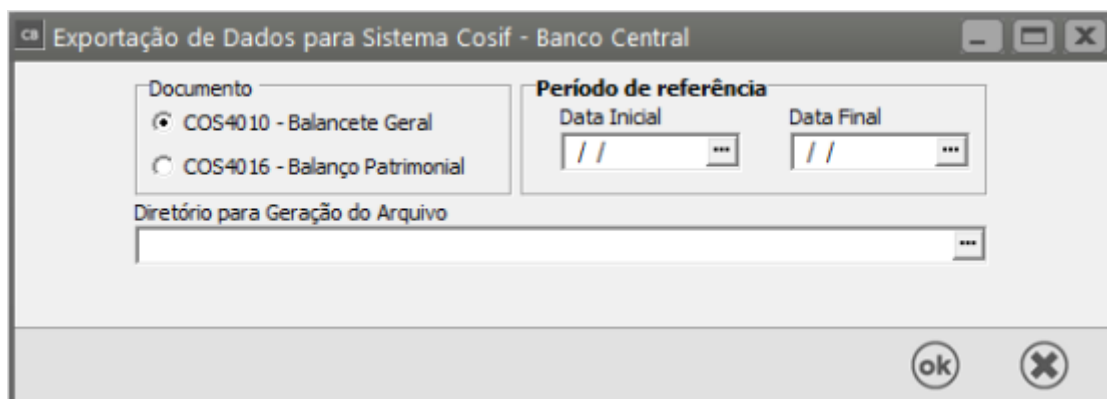 CB Exportação de Dados para Sistema Cosif - Banco Central
Documento
COS4010 - Balancete Geral
COS4016 - Balanço Patrimonial
Período de referência
Data Inicial Data Final
/ / ... / / ...
Diretório para Geração do Arquivo
...
ok